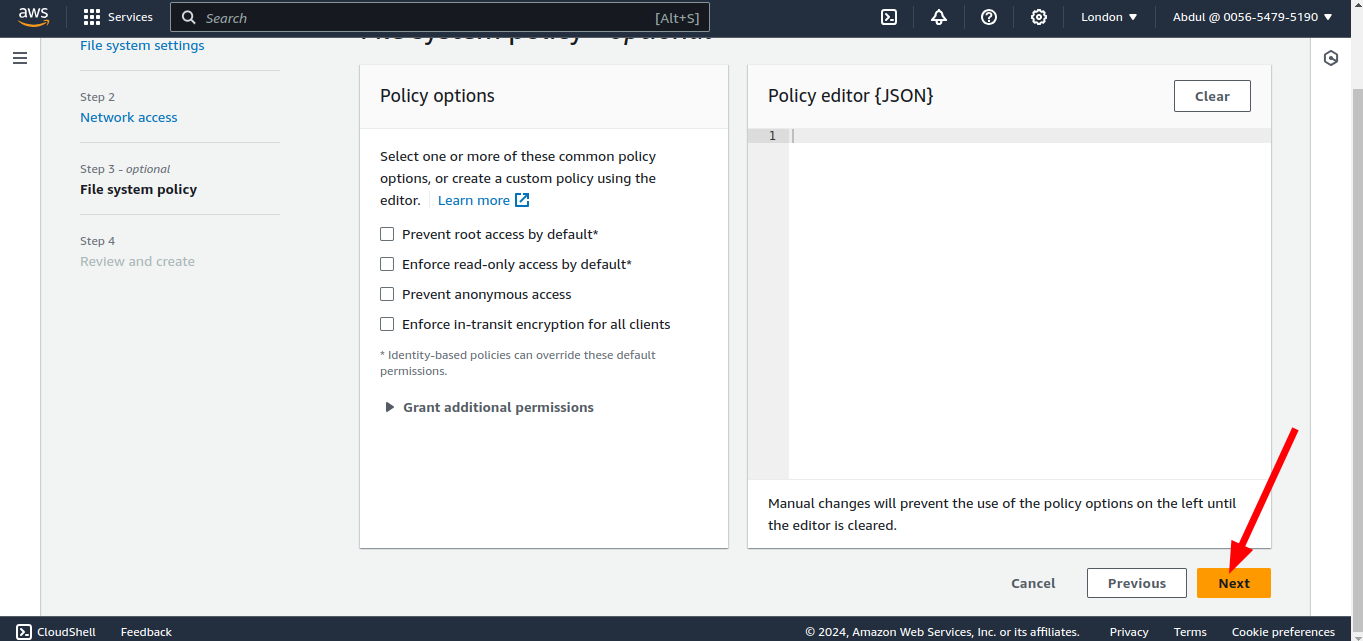 aws
Services
Search
[Alt+S]
London
Abdul @ 0056-5479-5190
File system policy - optional
File system settings
Step 2
Network access
Step 3 - optional
File system policy
Step 4
Review and create
Policy options
Select one or more of these common policy
options, or create a custom policy using the
editor. Learn more
Prevent root access by default*
Enforce read-only access by default*
Prevent anonymous access
Enforce in-transit encryption for all clients
* Identity-based policies can override these default
permissions.
Grant additional permissions
Policy editor {JSON}
Clear
1
Manual changes will prevent the use of the policy options on the left until
the editor is cleared.
Cancel
Previous
Next
CloudShell
Feedback
© 2024, Amazon Web Services, Inc. or its affiliates.
Privacy
Terms
Cookie preferences